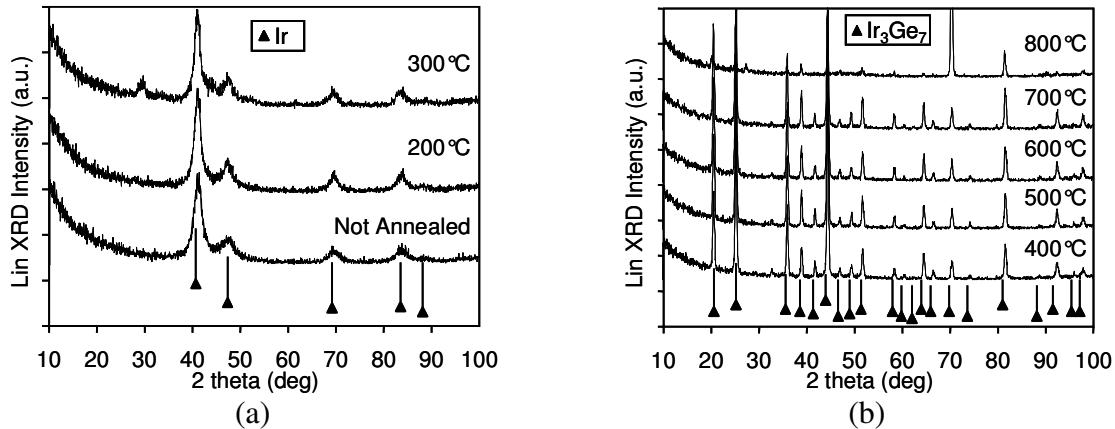 Lin XRD Intensity (a.u.)
▲ Ir
300°C
200°C
Not Annealed
10 20 30 40 50 60 70 80 90 100
2 theta (deg)
(a)
Lin XRD Intensity (a.u.)
▲ Ir₃Ge₇
800°C
700°C
600°C
500°C
400°C
10 20 30 40 50 60 70 80 90 100
2 theta (deg)
(b)